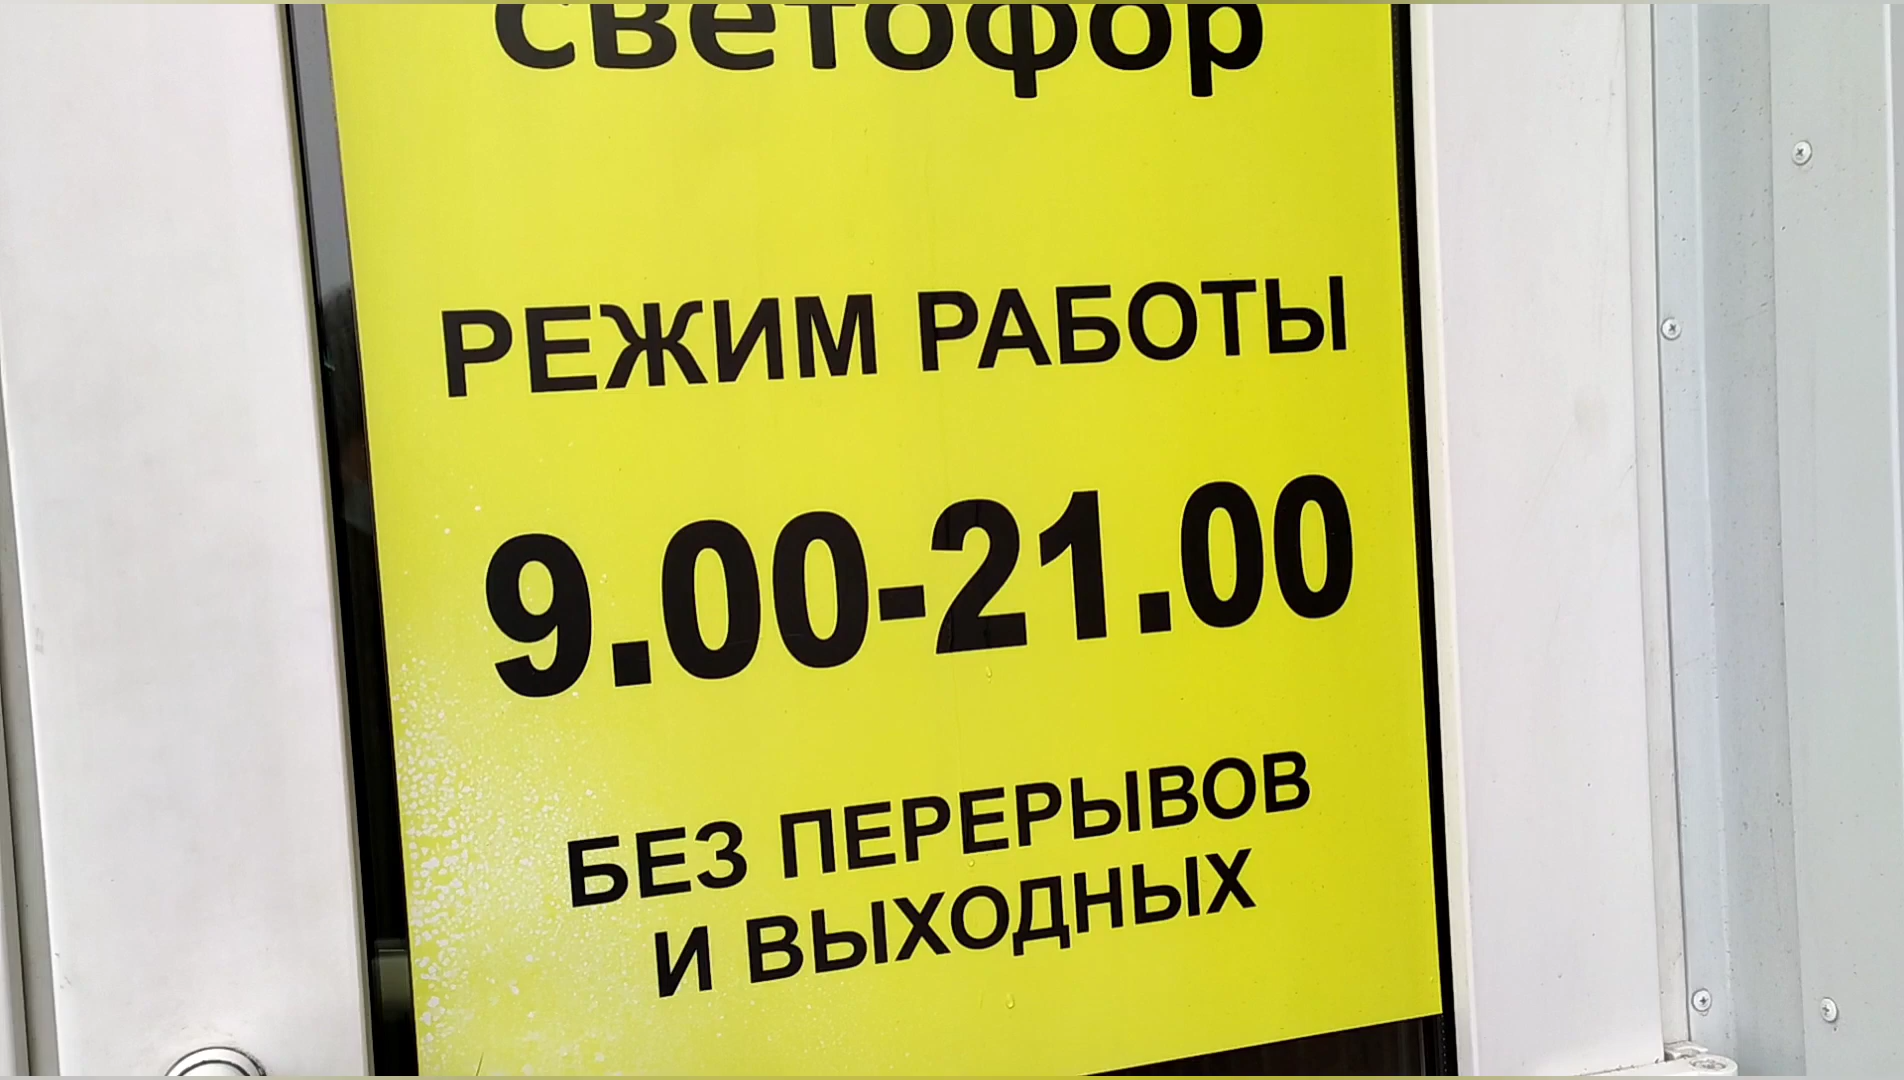 светофор
РЕЖИМ РАБОТЫ
9.00-21.00
БЕЗ ПЕРЕРЫВОВ
И ВЫХОДНЫХ